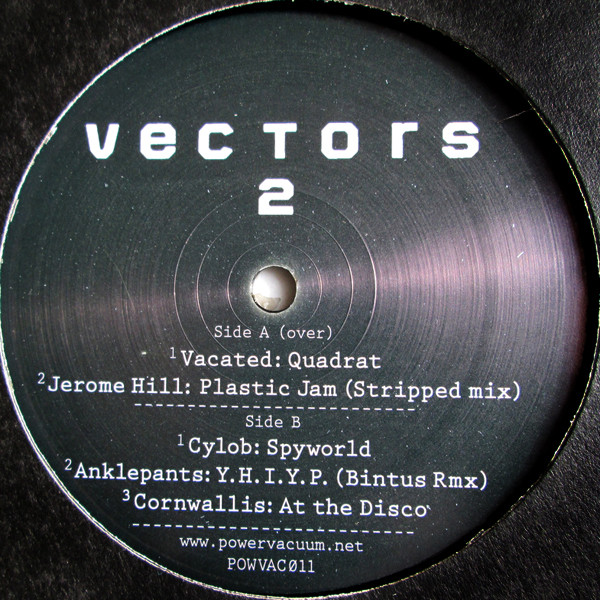 vectors
2
Side A (over)
1 Vacated: Quadrat
2 Jerome Hill: Plastic Jam (Stripped mix)
Side B
1 Cylob: Spyworld
2 Anklepants: Y.H.I.Y.P. (Bintus Rmx)
3 Cornwallis: At the Disco
www.powervacuum.net
POWVACØ11